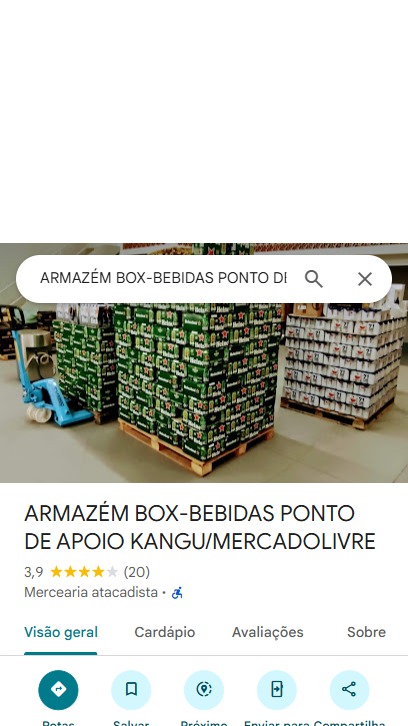 ARMAZÉM BOX-BEBIDAS PONTO DE
ARMAZÉM BOX-BEBIDAS PONTO
DE APOIO KANGU/MERCADOLIVRE
3,9 (20)
Mercearia atacadista ·
Visão geral Cardápio Avaliações Sobre
Rotas Salvar Próximo Enviar para Compartilha